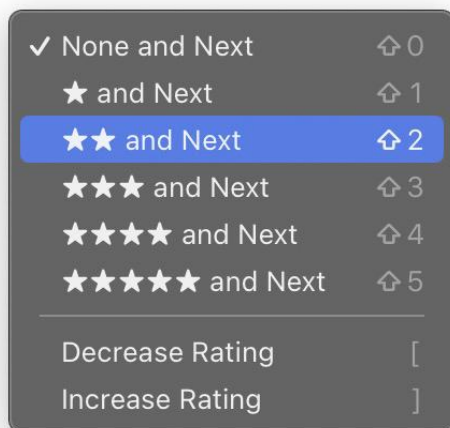 ✓ None and Next ⇧0
★ and Next ⇧1
★★ and Next ⇧2
★★★ and Next ⇧3
★★★★ and Next ⇧4
★★★★★ and Next ⇧5
Decrease Rating [
Increase Rating ]